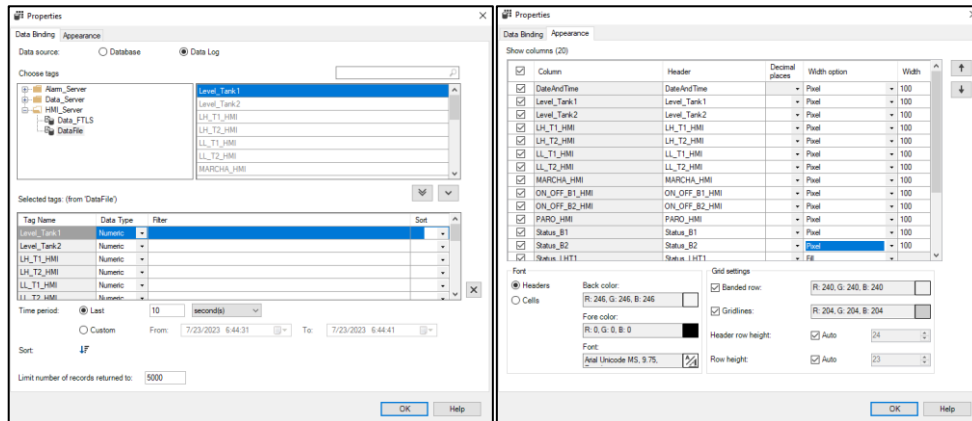 Properties
Data Binding Appearance
Data source: Database Data Log
Choose tags
Alarm_Server
Data_Server
HMI_Server
Data_FTLS
DataFile
Level_Tank1
Level_Tank2
LH_T1_HMI
LH_T2_HMI
LL_T1_HMI
LL_T2_HMI
MARCHA_HMI
Selected tags: (from 'DataFile')
Tag Name Data Type Filter Sort
Level_Tank1 Numeric
Level_Tank2 Numeric
LH_T1_HMI Numeric
LH_T2_HMI Numeric
LL_T1_HMI Numeric
LL_T2_HMI Numeric
Time period: Last 10 second(s)
Custom From: 7/23/2023 6:44:31 To: 7/23/2023 6:44:41
Sort:
Limit number of records returned to: 5000
OK Help
Properties
Data Binding Appearance
Show columns (20)
Column Header Decimal places Width option Width
DateAndTime DateAndTime Pixel 100
Level_Tank1 Level_Tank1 Pixel 100
Level_Tank2 Level_Tank2 Pixel 100
LH_T1_HMI LH_T1_HMI Pixel 100
LH_T2_HMI LH_T2_HMI Pixel 100
LL_T1_HMI LL_T1_HMI Pixel 100
LL_T2_HMI LL_T2_HMI Pixel 100
MARCHA_HMI MARCHA_HMI Pixel 100
ON_OFF_B1_HMI ON_OFF_B1_HMI Pixel 100
ON_OFF_B2_HMI ON_OFF_B2_HMI Pixel 100
PARO_HMI PARO_HMI Pixel 100
Status_B1 Status_B1 Pixel 100
Status_B2 Status_B2 Pixel 100
Status_LHT1 Status_LHT1 Fill
Font
Headers
Cells
Back color:
R: 246, G: 246, B: 246
Fore color:
R: 0, G: 0, B: 0
Font:
Arial Unicode MS, 9.75,
Grid settings
Banded row: R: 240, G: 240, B: 240
Gridlines: R: 204, G: 204, B: 204
Header row height: Auto 24
Row height: Auto 23
OK Help